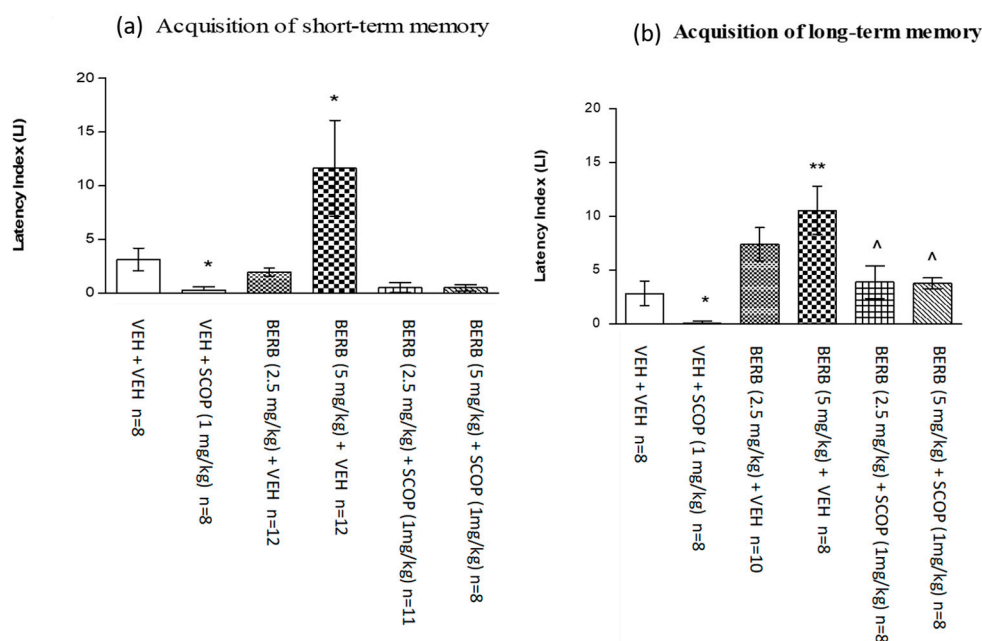 (a) Acquisition of short-term memory
Latency Index (LI)
20
15
10
5
0
*
*
VEH + VEH n=8
VEH + SCOP (1 mg/kg) n=8
BERB (2.5 mg/kg) + VEH n=12
BERB (5 mg/kg) + VEH n=12
BERB (2.5 mg/kg) + SCOP (1mg/kg) n=11
BERB (5 mg/kg) + SCOP (1mg/kg) n=8
(b) Acquisition of long-term memory
Latency Index (LI)
20
15
10
5
0
*
**
^
^
VEH + VEH n=8
VEH + SCOP (1 mg/kg) n=8
BERB (2.5 mg/kg) + VEH n=10
BERB (5 mg/kg) + VEH n=8
BERB (2.5 mg/kg) + SCOP (1mg/kg) n=8
BERB (5 mg/kg) + SCOP (1mg/kg) n=8